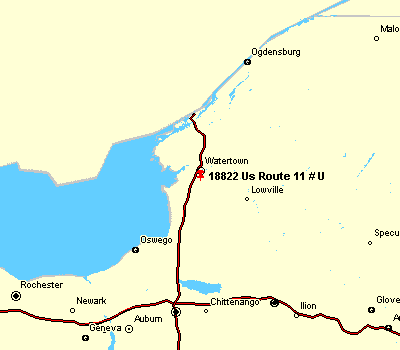 Malo
Ogdensburg
Watertown
18822 Us Route 11 # U
Lowville
Oswego
Specu
Rochester
Newark
Auburn
Chittenango
Ilion
Glove
Geneva